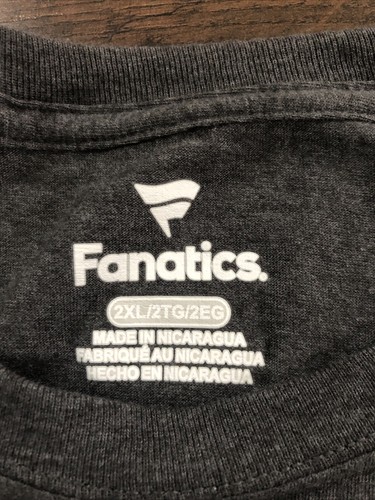 Fanatics.
2XL/2TG/2EG
MADE IN NICARAGUA
FABRIQUÉ AU NICARAGUA
HECHO EN NICARAGUA